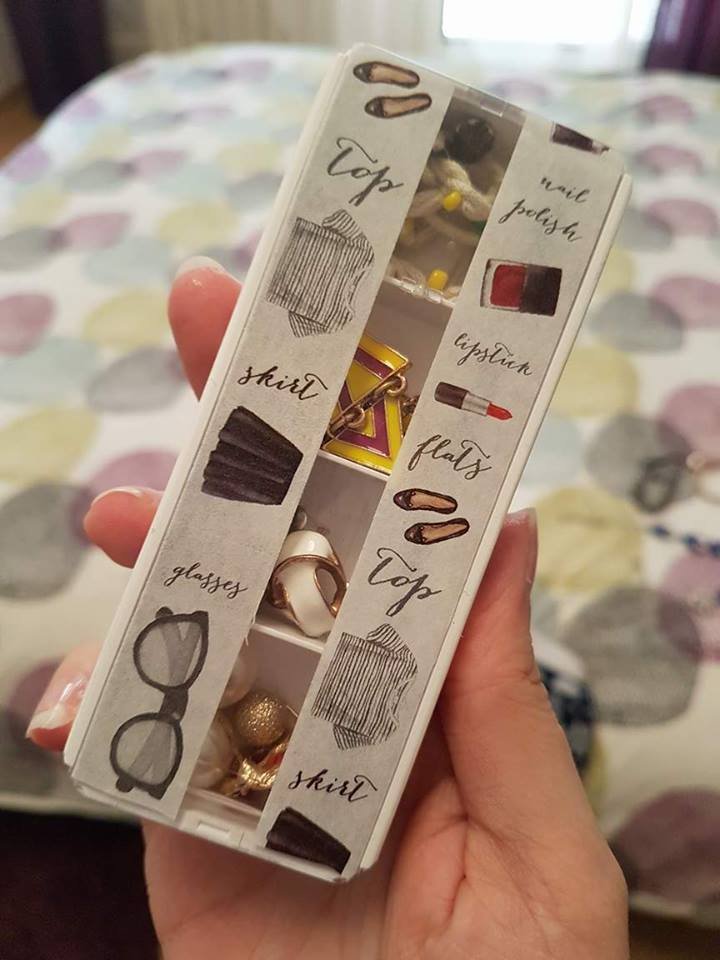 Top
skirt
glasses
nail
polish
lipstick
flats
Top
skirt